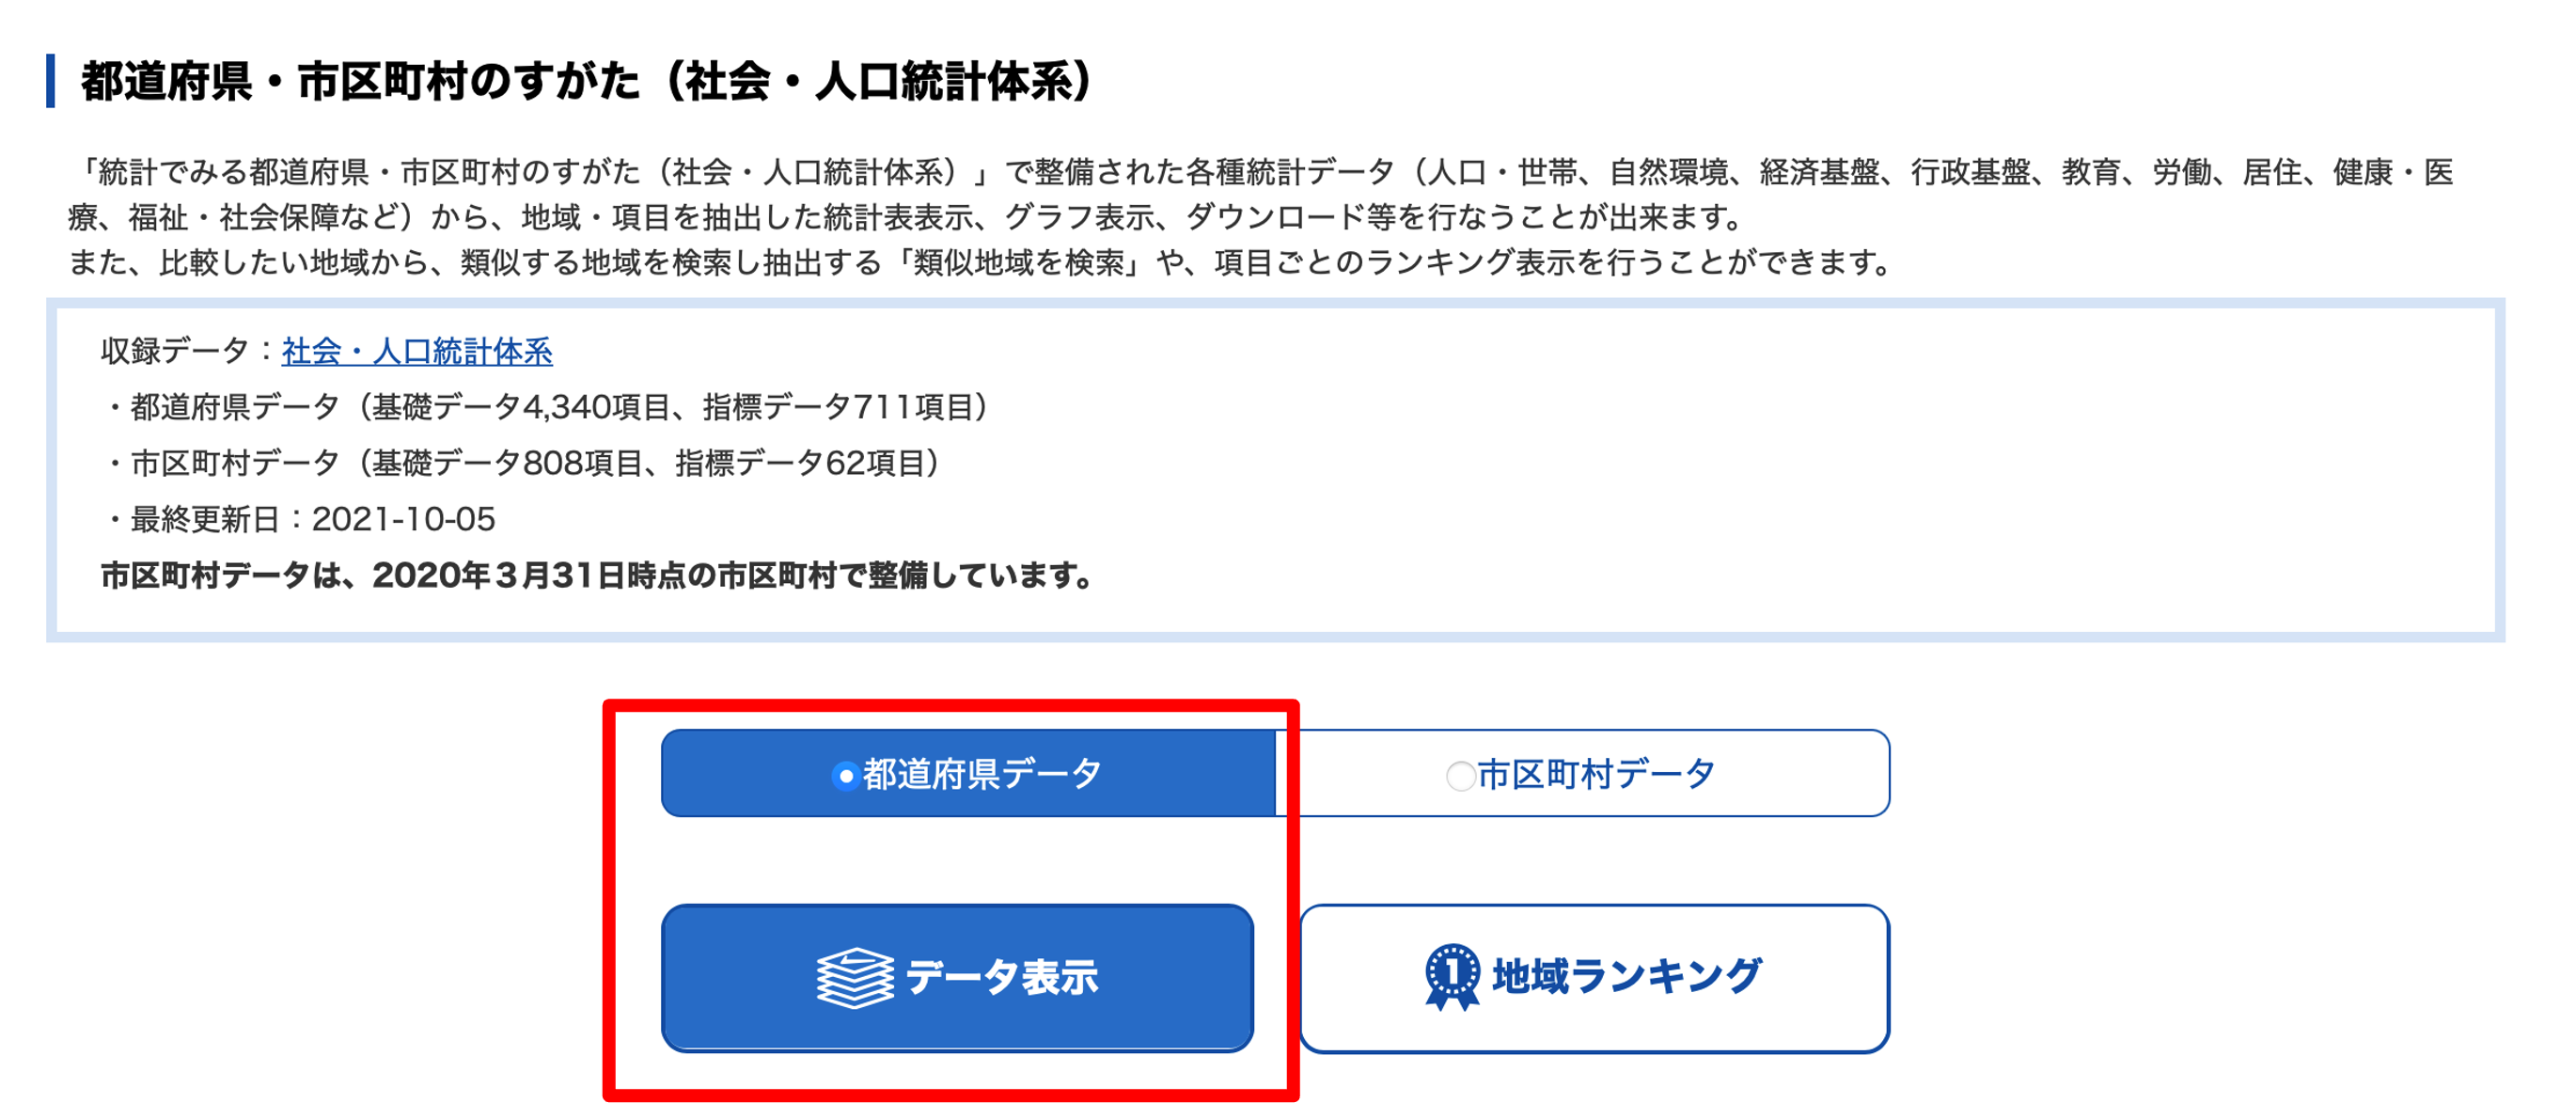 都道府県・市区町村のすがた（社会・人口統計体系）
「統計でみる都道府県・市区町村のすがた（社会・人口統計体系）」で整備された各種統計データ（人口・世帯、自然環境、経済基盤、行政基盤、教育、労働、居住、健康・医
療、福祉・社会保障など）から、地域・項目を抽出した統計表表示、グラフ表示、ダウンロード等を行なうことが出来ます。
また、比較したい地域から、類似する地域を検索し抽出する「類似地域を検索」や、項目ごとのランキング表示を行うことができます。
収録データ：社会・人口統計体系
・都道府県データ（基礎データ4,340項目、指標データ711項目）
・市区町村データ（基礎データ808項目、指標データ62項目）
・最終更新日：2021-10-05
市区町村データは、2020年３月31日時点の市区町村で整備しています。
都道府県データ 市区町村データ
データ表示 1 地域ランキング